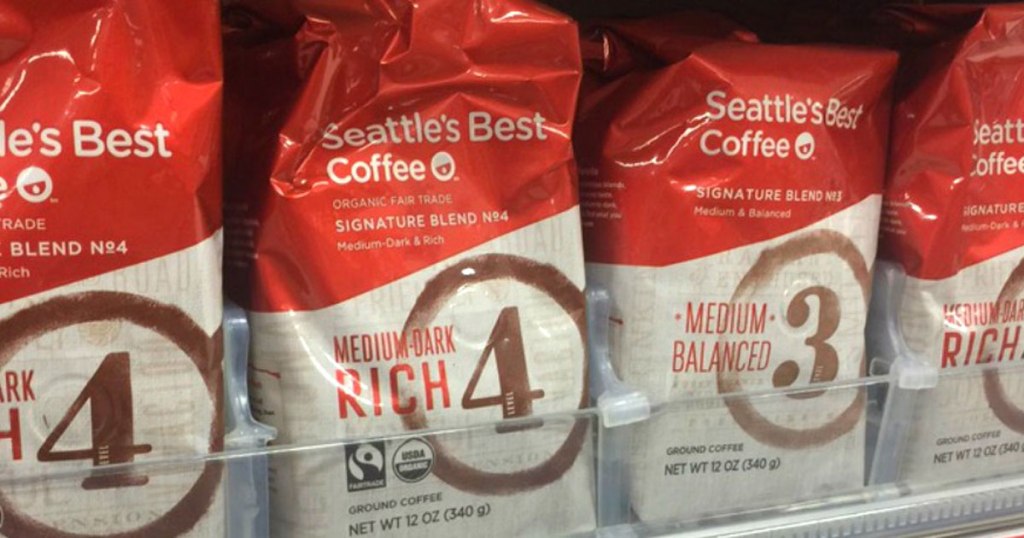 le's Best
e
TRADE
BLEND Nº4
Rich
ARK
H
4
Seattle's Best
Coffee
ORGANIC FAIR TRADE
SIGNATURE BLEND Nº4
Medium-Dark & Rich
MEDIUM-DARK
RICH
4
LEVEL
FAIRTRADE
USDA
ORGANIC
GROUND COFFEE
NET WT 12 OZ (340 g)
Seattle's Best
Coffee
SIGNATURE BLEND Nº3
Medium & Balanced
MEDIUM
BALANCED
3
GROUND COFFEE
NET WT 12 OZ (340 g)
Seatt
Coffee
SIGNATURE
Medium-Dark & R
MEDIUM-DAR
RICH
GROUND COFFEE
NET WT 12 OZ (340